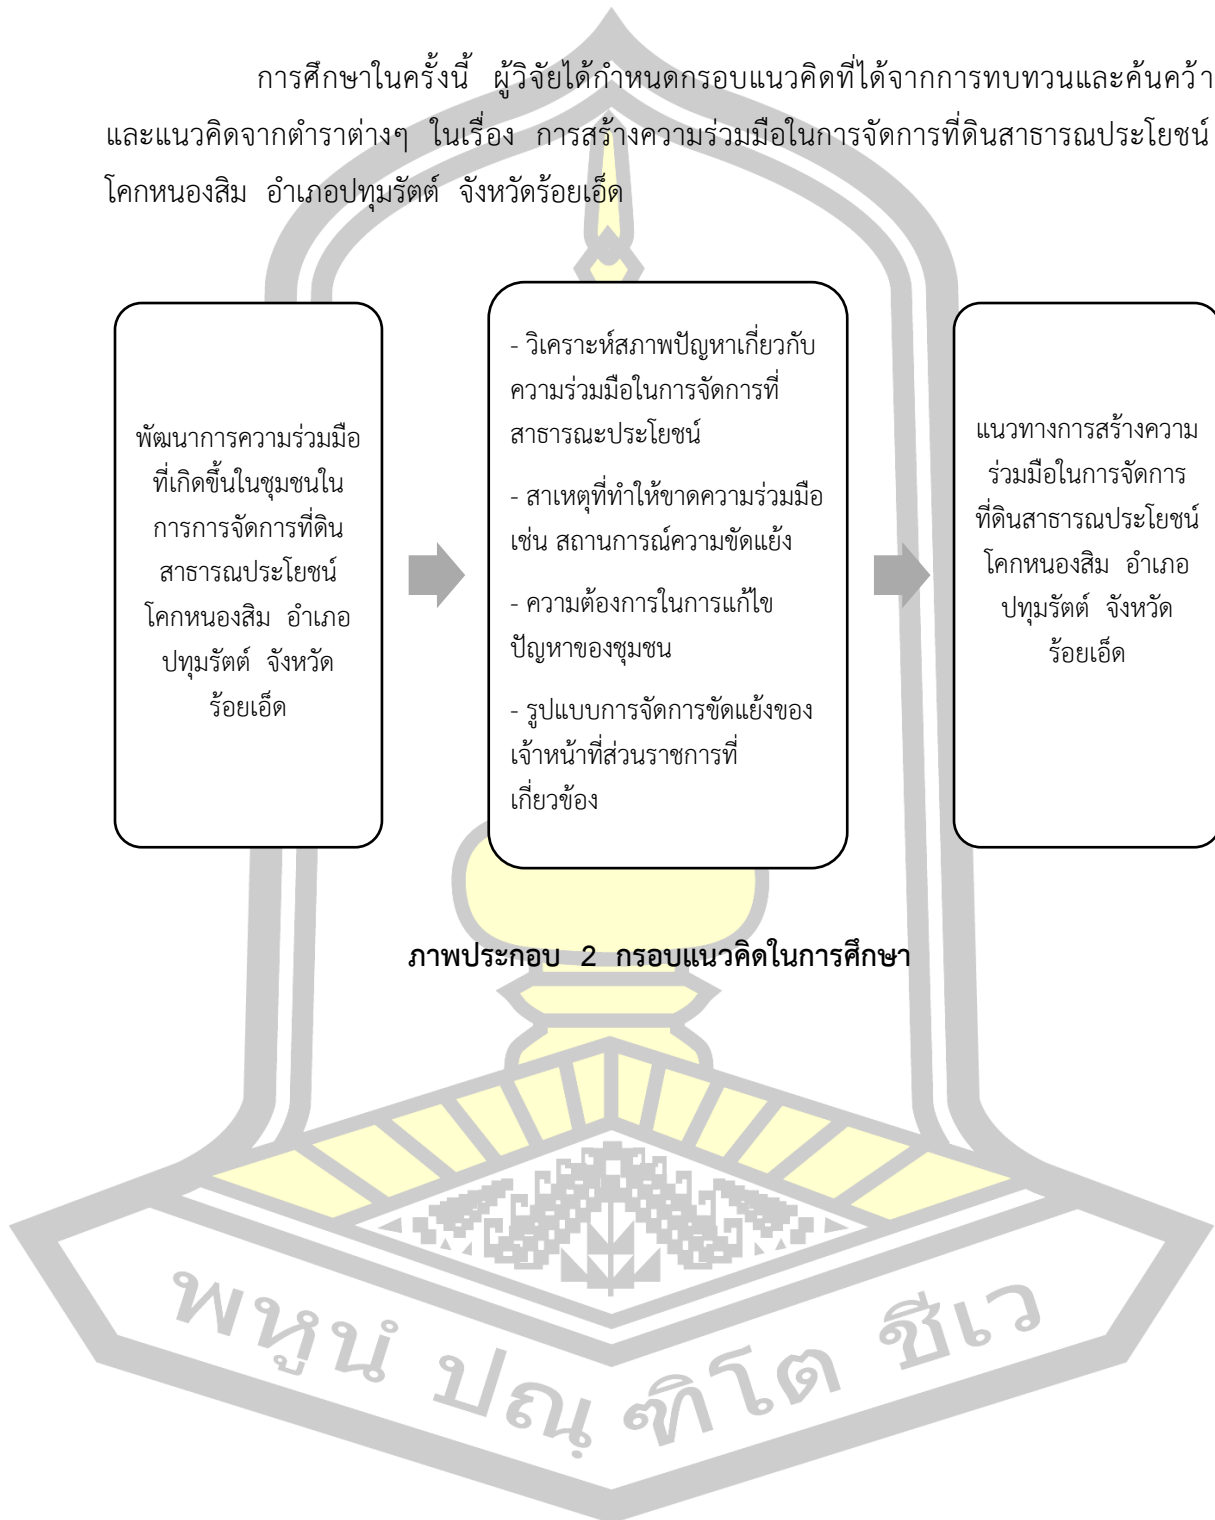 การศึกษาในครั้งนี้ ผู้วิจัยได้กำหนดกรอบแนวคิดที่ได้จากการทบทวนและค้นคว้า
และแนวคิดจากตำราต่างๆ ในเรื่อง การสร้างความร่วมมือในการจัดการที่ดินสาธารณประโยชน์
โคกหนองสิม อำเภอปทุมรัตต์ จังหวัดร้อยเอ็ด
พัฒนาการความร่วมมือ
ที่เกิดขึ้นในชุมชนใน
การการจัดการที่ดิน
สาธารณประโยชน์
โคกหนองสิม อำเภอ
ปทุมรัตต์ จังหวัด
ร้อยเอ็ด
- วิเคราะห์สภาพปัญหาเกี่ยวกับ
ความร่วมมือในการจัดการที่
สาธารณะประโยชน์
- สาเหตุที่ทำให้ขาดความร่วมมือ
เช่น สถานการณ์ความขัดแย้ง
- ความต้องการในการแก้ไข
ปัญหาของชุมชน
- รูปแบบการจัดการขัดแย้งของ
เจ้าหน้าที่ส่วนราชการที่
เกี่ยวข้อง
แนวทางการสร้างความ
ร่วมมือในการจัดการ
ที่ดินสาธารณประโยชน์
โคกหนองสิม อำเภอ
ปทุมรัตต์ จังหวัด
ร้อยเอ็ด
ภาพประกอบ 2 กรอบแนวคิดในการศึกษา
พหูนํ ปณฺฑิโต ชีเว